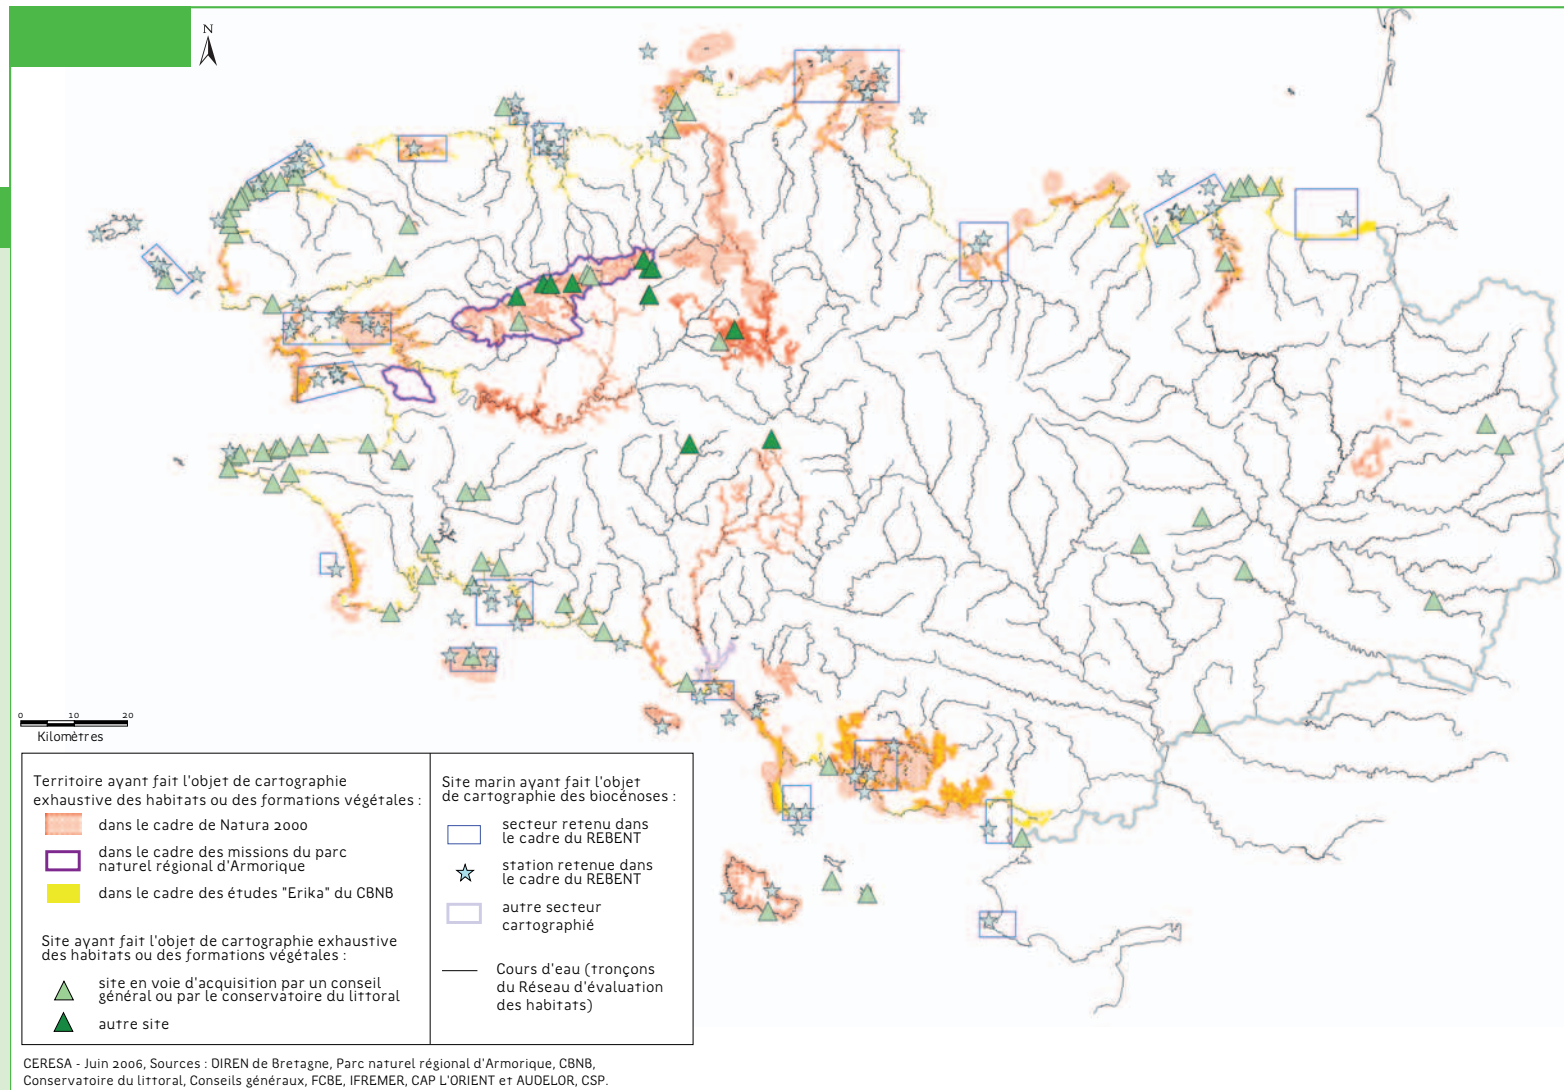 N
0 10 20
Kilomètres
Territoire ayant fait l'objet de cartographie
exhaustive des habitats ou des formations végétales :
dans le cadre de Natura 2000
dans le cadre des missions du parc
naturel régional d'Armorique
dans le cadre des études "Erika" du CBNB
Site ayant fait l'objet de cartographie exhaustive
des habitats ou des formations végétales :
site en voie d'acquisition par un conseil
général ou par le conservatoire du littoral
autre site
Site marin ayant fait l'objet
de cartographie des biocénoses :
secteur retenu dans
le cadre du REBENT
station retenue dans
le cadre du REBENT
autre secteur
cartographié
Cours d'eau (tronçons
du Réseau d'évaluation
des habitats)
CERESA - Juin 2006, Sources : DIREN de Bretagne, Parc naturel régional d'Armorique, CBNB,
Conservatoire du littoral, Conseils généraux, FCBE, IFREMER, CAP L'ORIENT et AUDELOR, CSP.